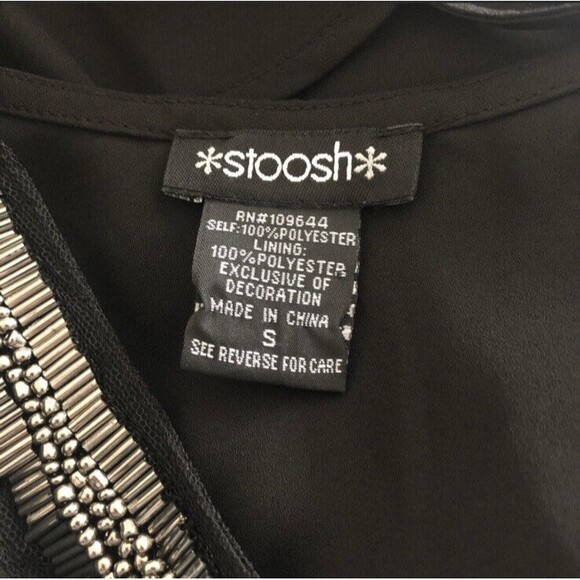 *stoosh*
RN#109644
SELF:100%POLYESTER
LINING:
100%POLYESTER
EXCLUSIVE OF
DECORATION
MADE IN CHINA
S
SEE REVERSE FOR CARE